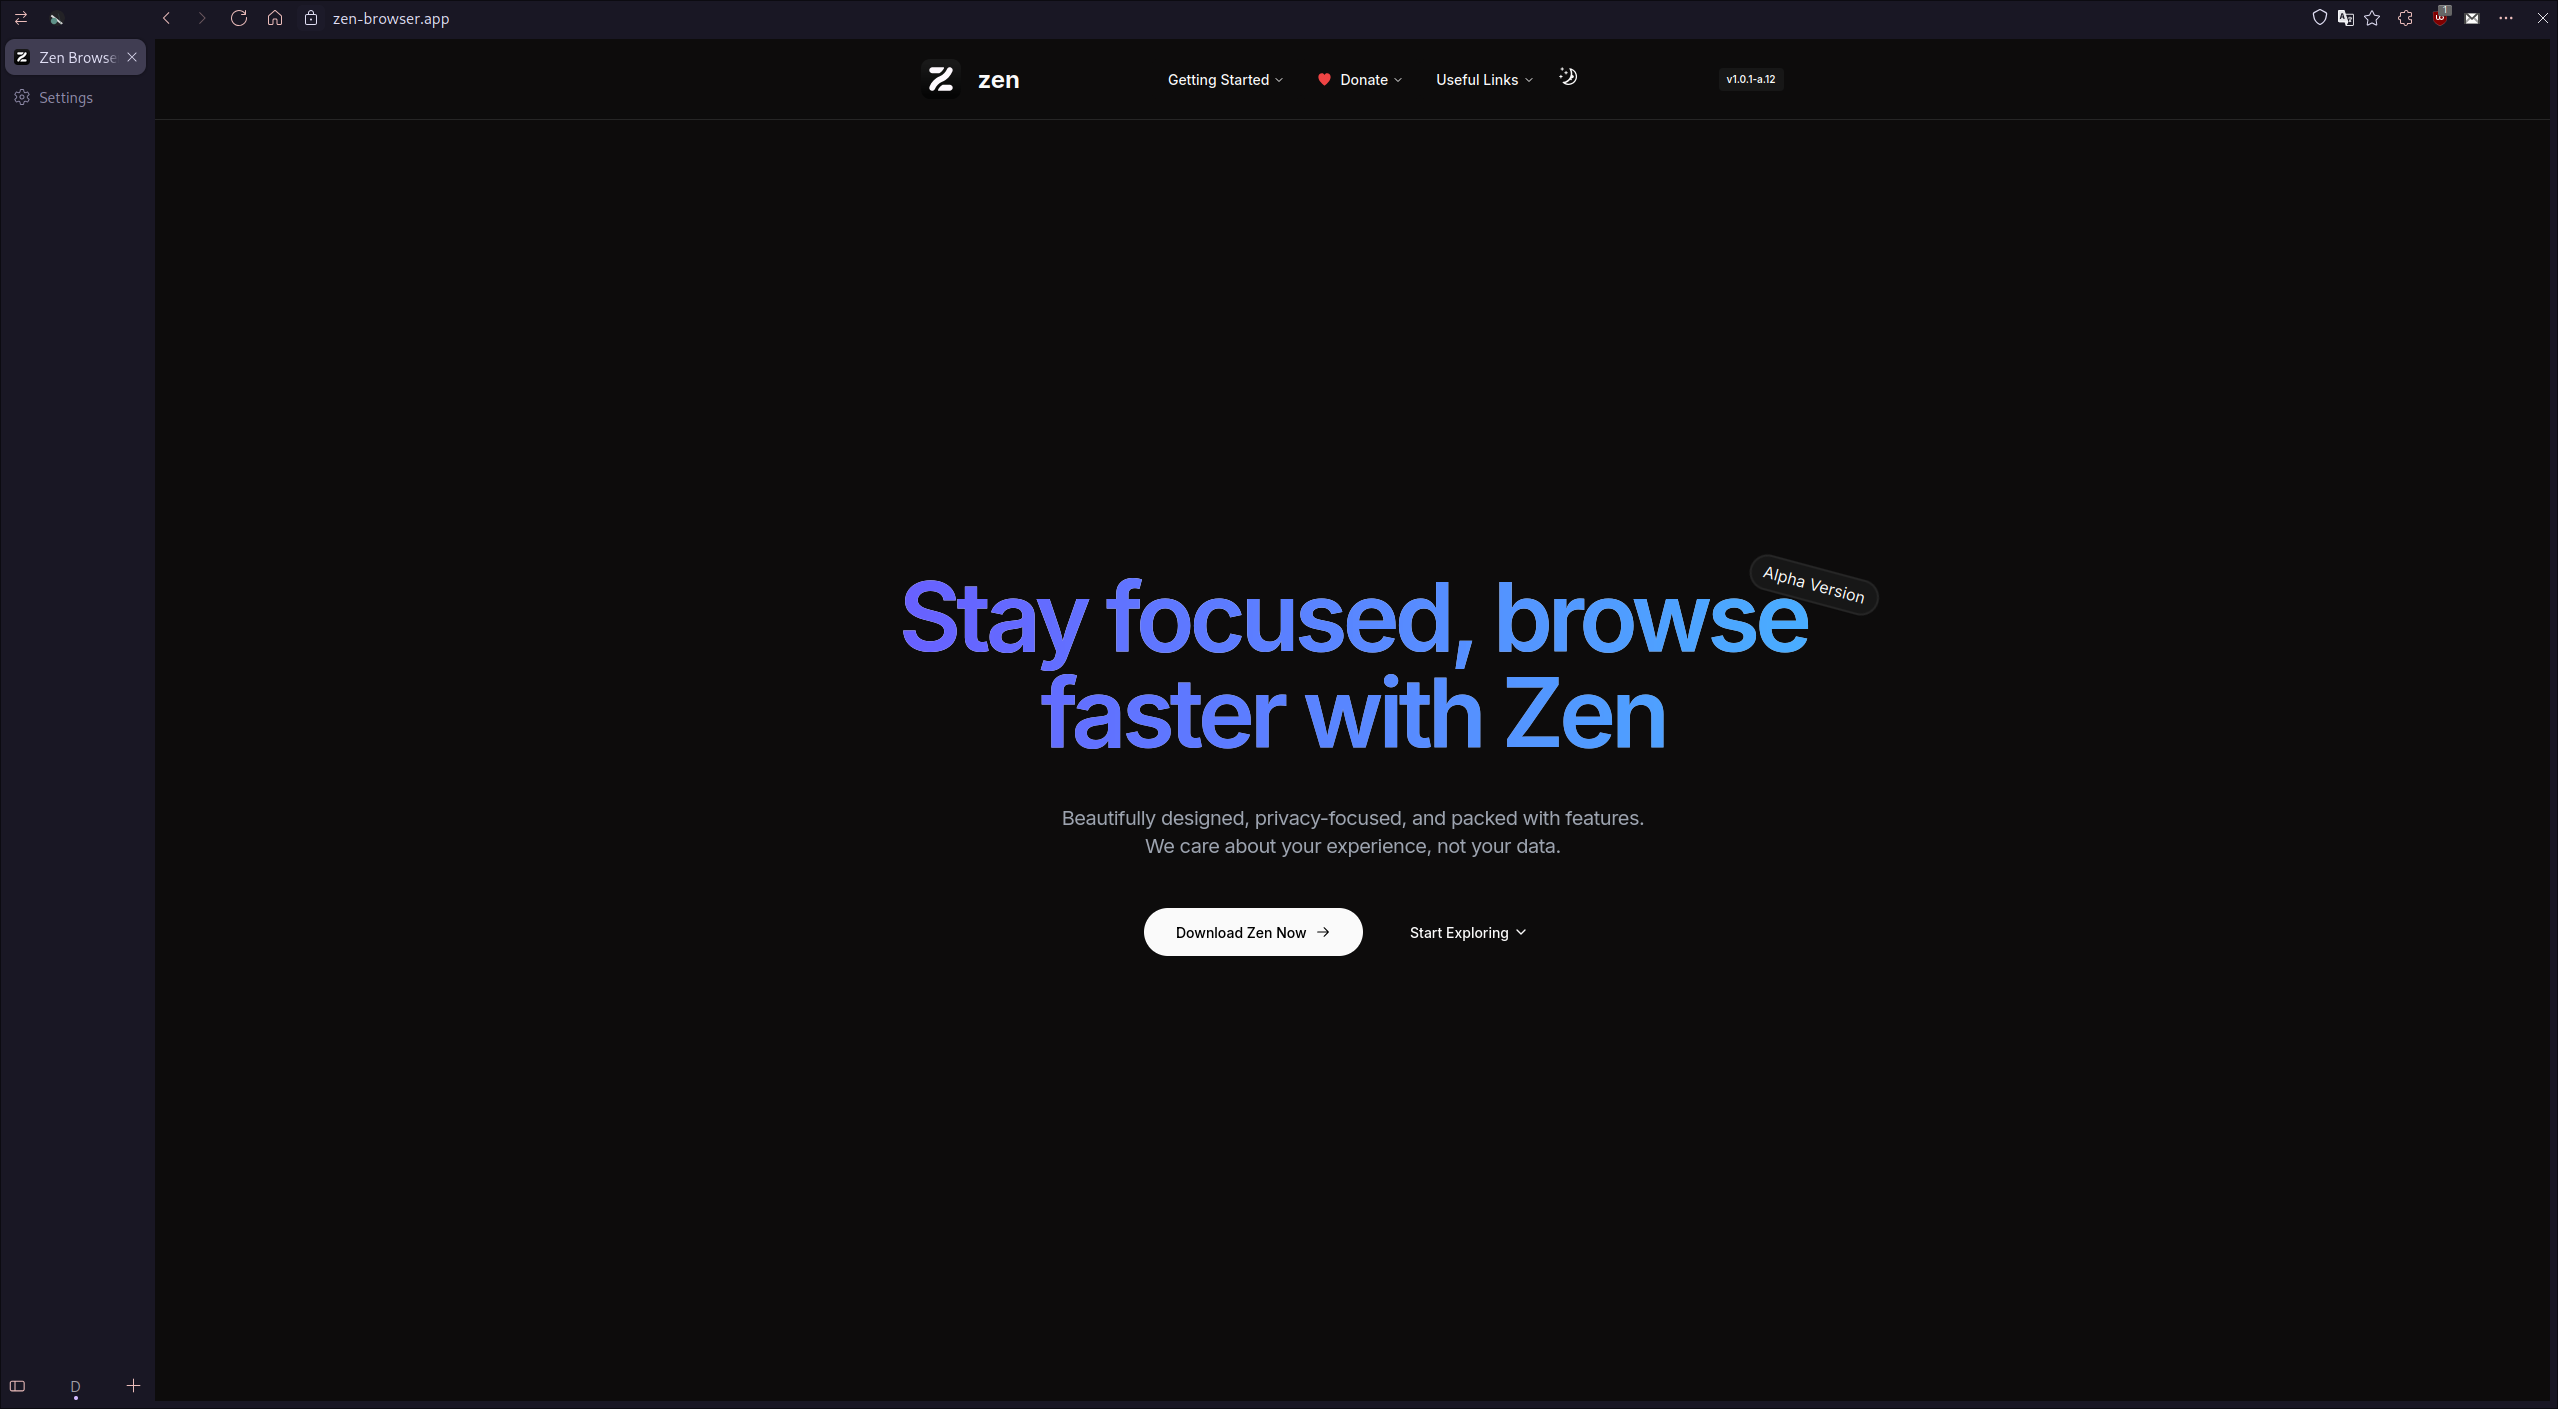 zen-browser.app
1
Zen Browse
Settings
zen
Getting Started
Donate
Useful Links
v1.0.1-a.12
Alpha Version
Stay focused, browse
faster with Zen
Beautifully designed, privacy-focused, and packed with features.
We care about your experience, not your data.
Download Zen Now
Start Exploring
D